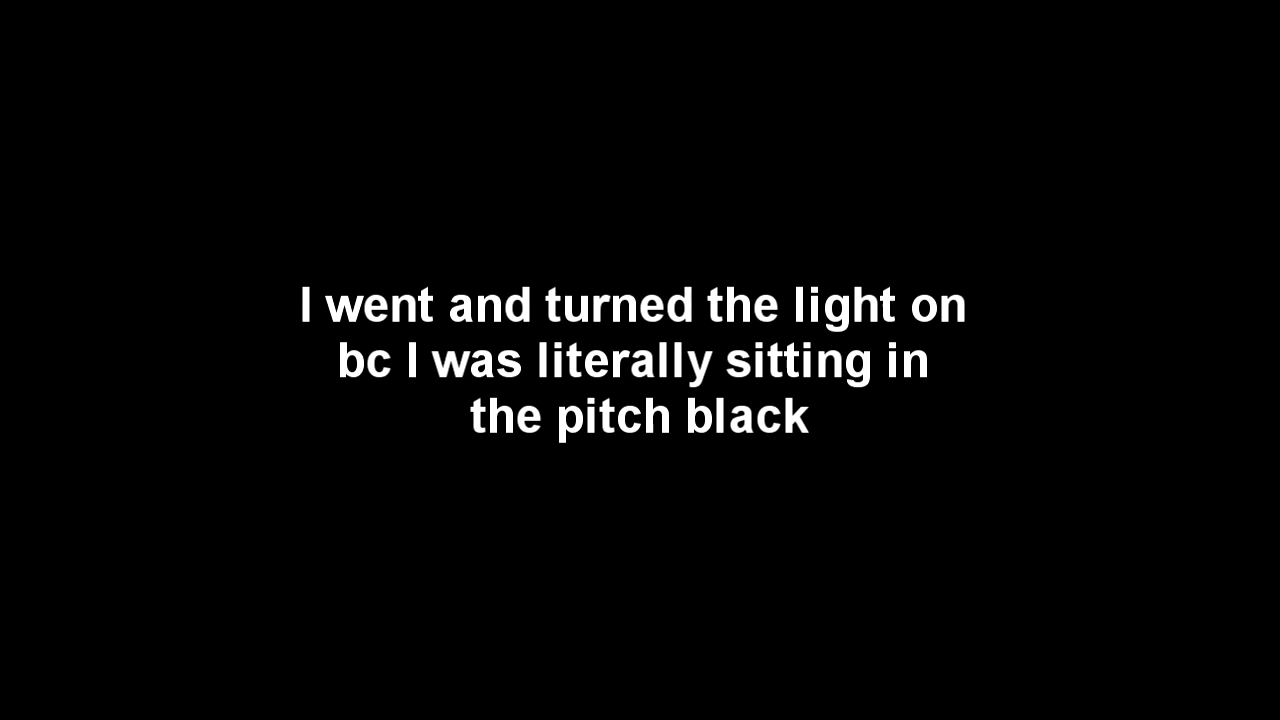 I went and turned the light on
bc I was literally sitting in
the pitch black